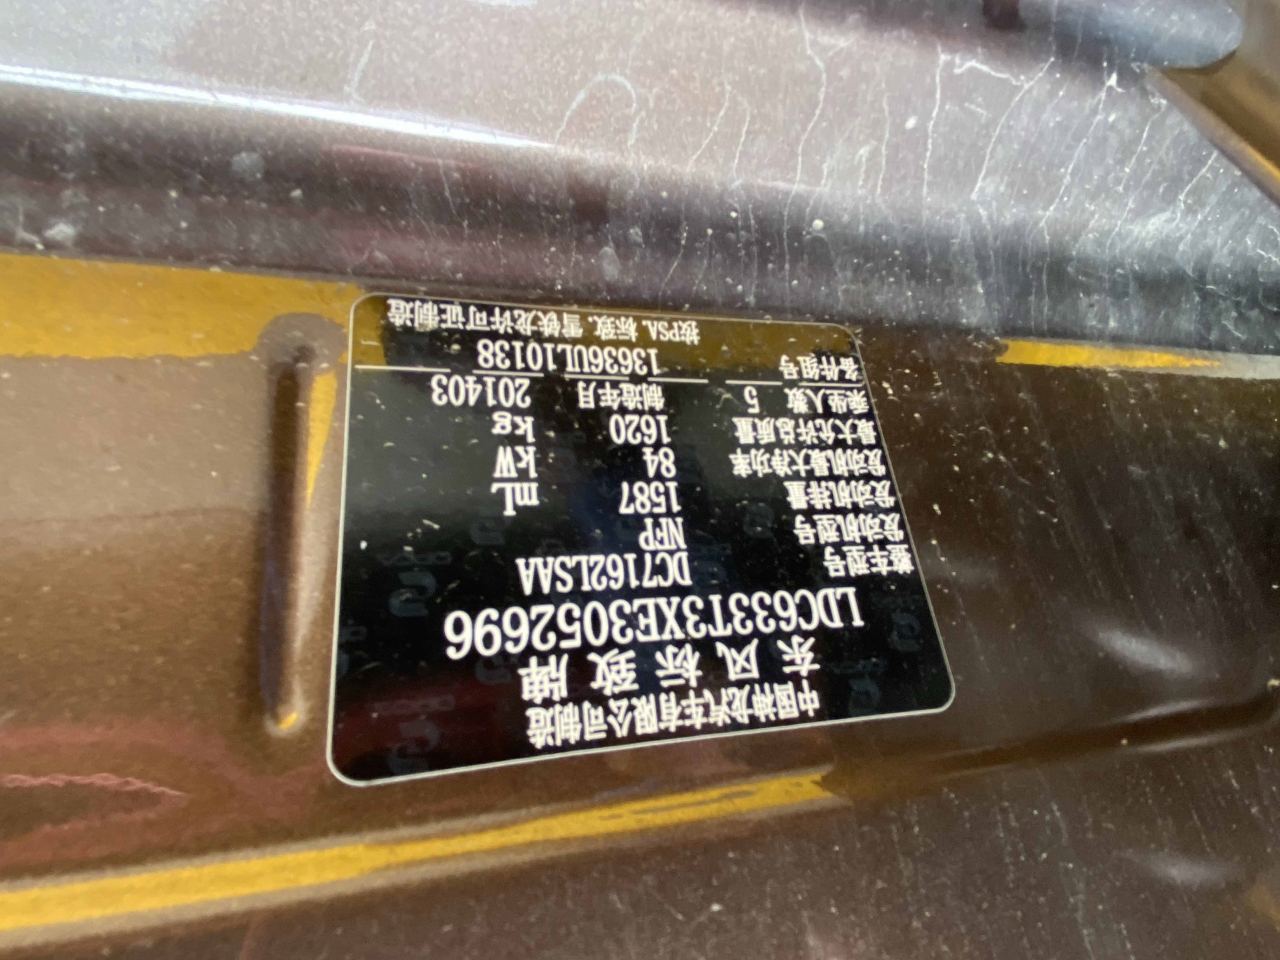 中国神龙汽车有限公司制造
东风标致牌
LDC633T3XE3052696
整车型号 DC7162LSAA
发动机型号 NFP
发动机排量 1587 mL
发动机最大净功率 84 kW
最大允许总质量 1620 kg
乘坐人数 5 制造年月 201403
备件组号 13636UL10138
按PSA.标致.雪铁龙许可证制造